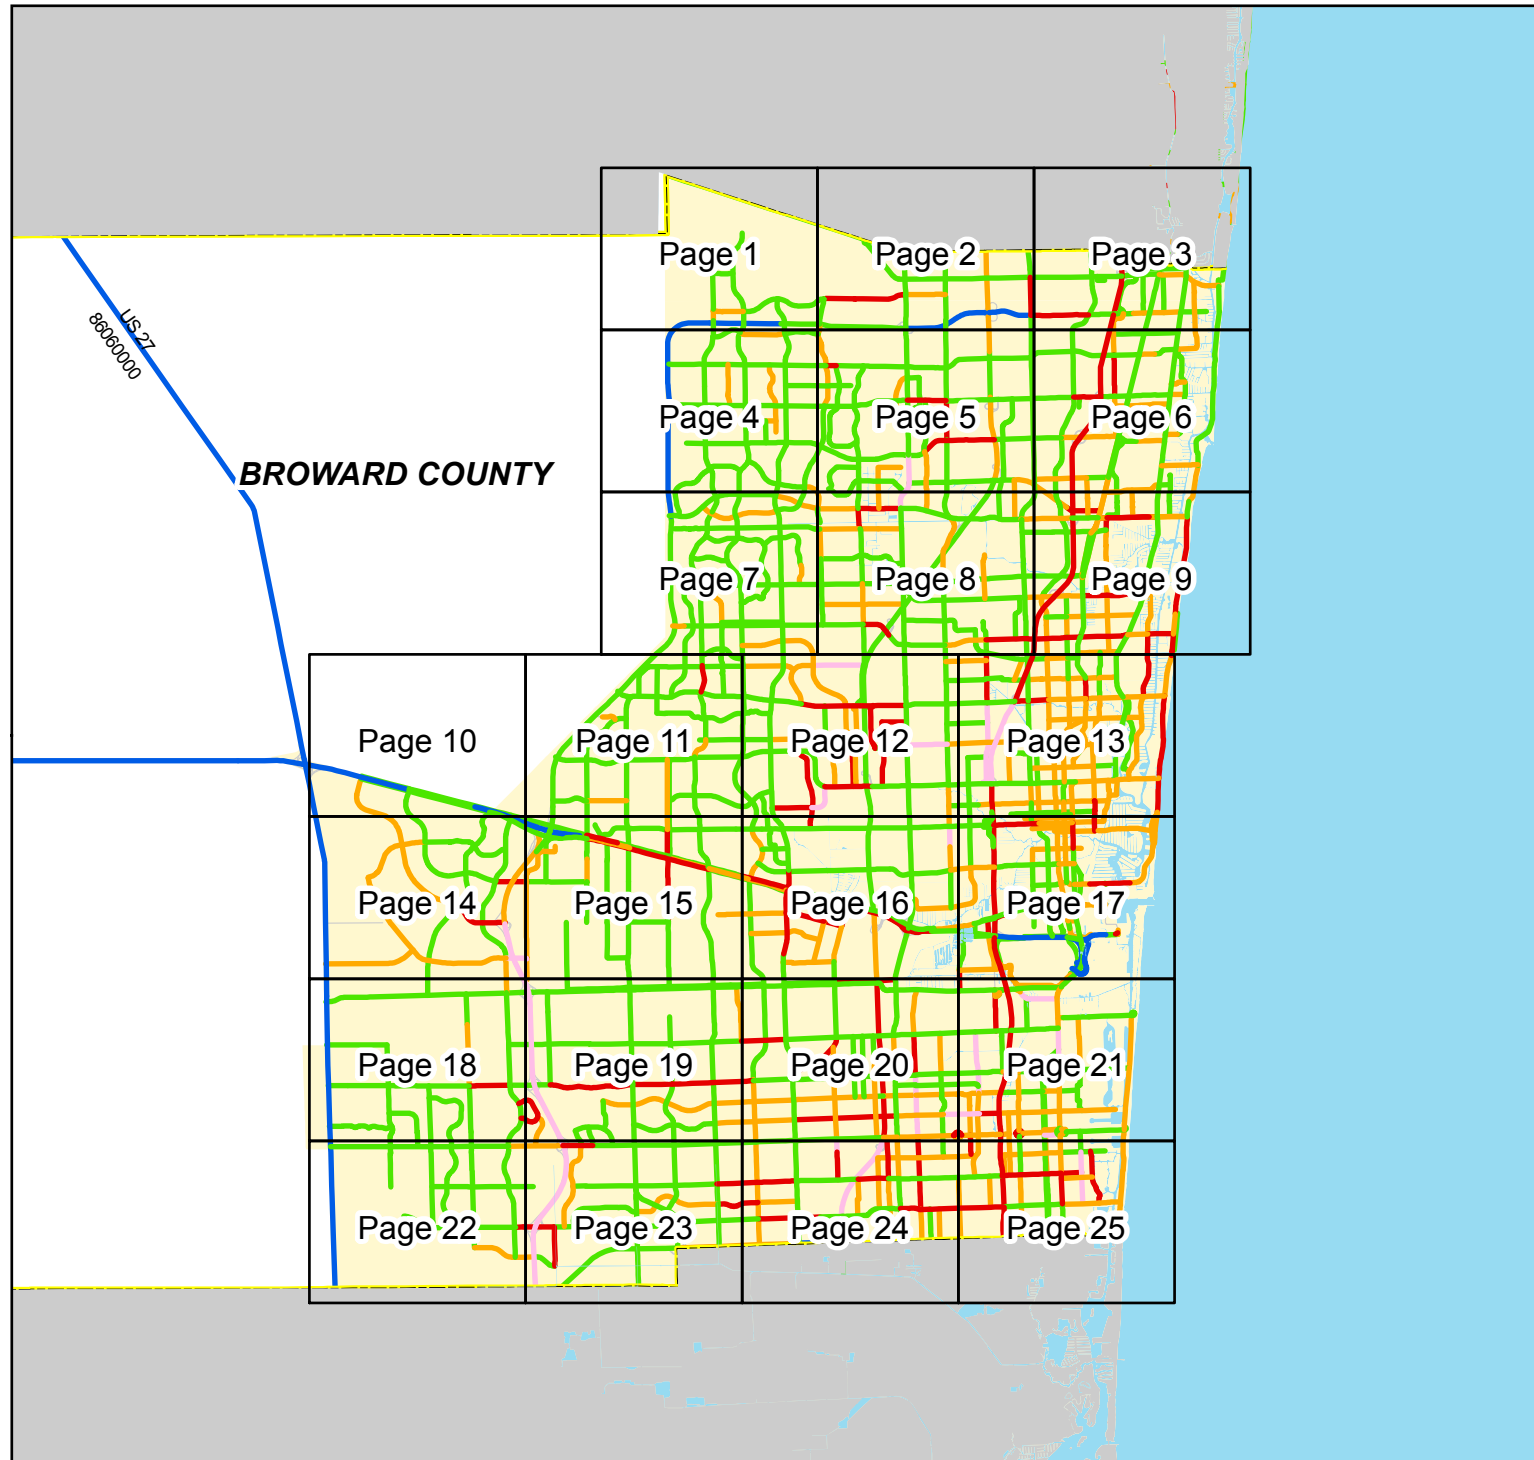 Page 1
Page 2
Page 3
US 27
86060000
Page 4
Page 5
Page 6
BROWARD COUNTY
Page 7
Page 8
Page 9
Page 10
Page 11
Page 12
Page 13
Page 14
Page 15
Page 16
Page 17
Page 18
Page 19
Page 20
Page 21
Page 22
Page 23
Page 24
Page 25